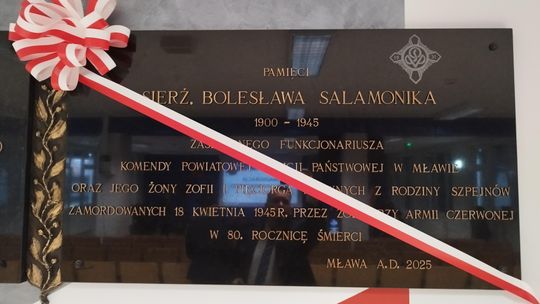 PAMIĘCI
SIERŻ. BOLESŁAWA SALAMONIKA
1900 - 1945
FUNKCJONARIUSZA
KOMENDY POWIATOWEJ PAŃSTWOWEJ W MŁAWIE
ORAZ JEGO ŻONY ZOFII I Z RODZINY SZPEJNÓW
ZAMORDOWANYCH 18 KWIETNIA 1945 R. PRZEZ ARMII CZERWONEJ
W 80. ROCZNICĘ ŚMIERCI
MŁAWA A.D. 2025